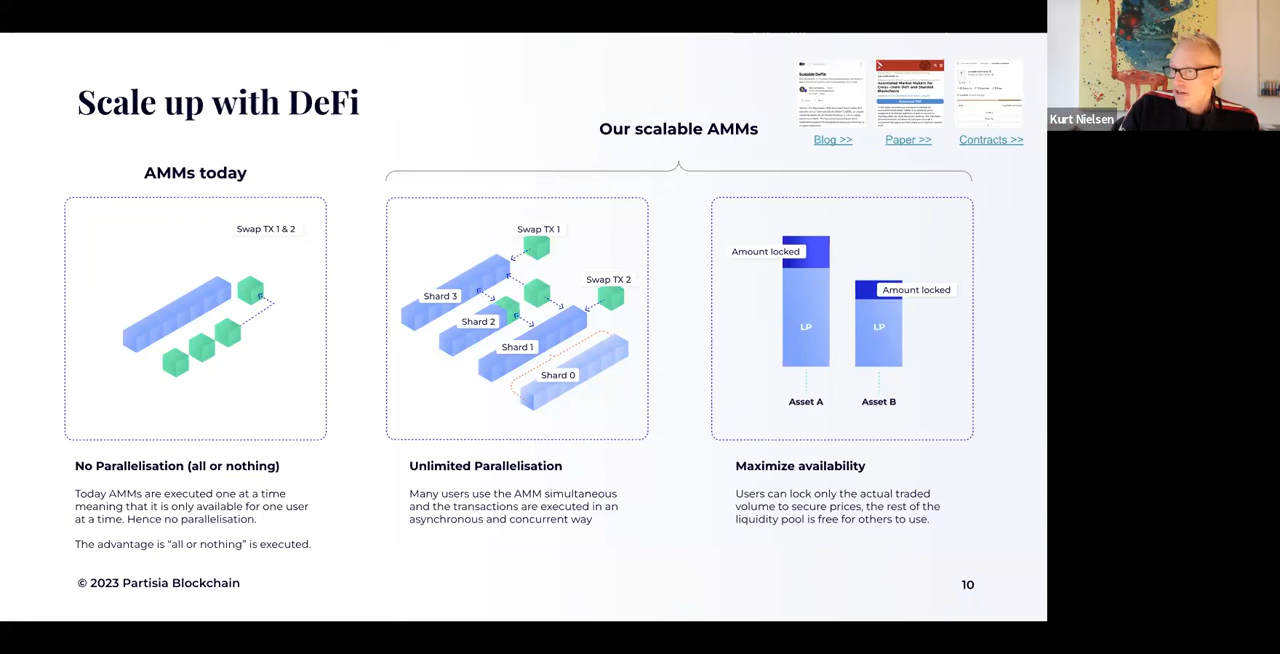 Scale up with DeFi
Our scalable AMMs
Blog >>
Paper >>
Contracts >>
Kurt Nielsen
AMMs today
Swap TX 1 & 2
Swap TX 1
Swap TX 2
Shard 3
Shard 2
Shard 1
Shard 0
Amount locked
Amount locked
LP
LP
Asset A
Asset B
No Parallelisation (all or nothing)
Today AMMs are executed one at a time
meaning that it is only available for one user
at a time. Hence no parallelisation.
The advantage is “all or nothing” is executed.
Unlimited Parallelisation
Many users use the AMM simultaneous
and the transactions are executed in an
asynchronous and concurrent way
Maximize availability
Users can lock only the actual traded
volume to secure prices, the rest of the
liquidity pool is free for others to use.
© 2023 Partisia Blockchain
10